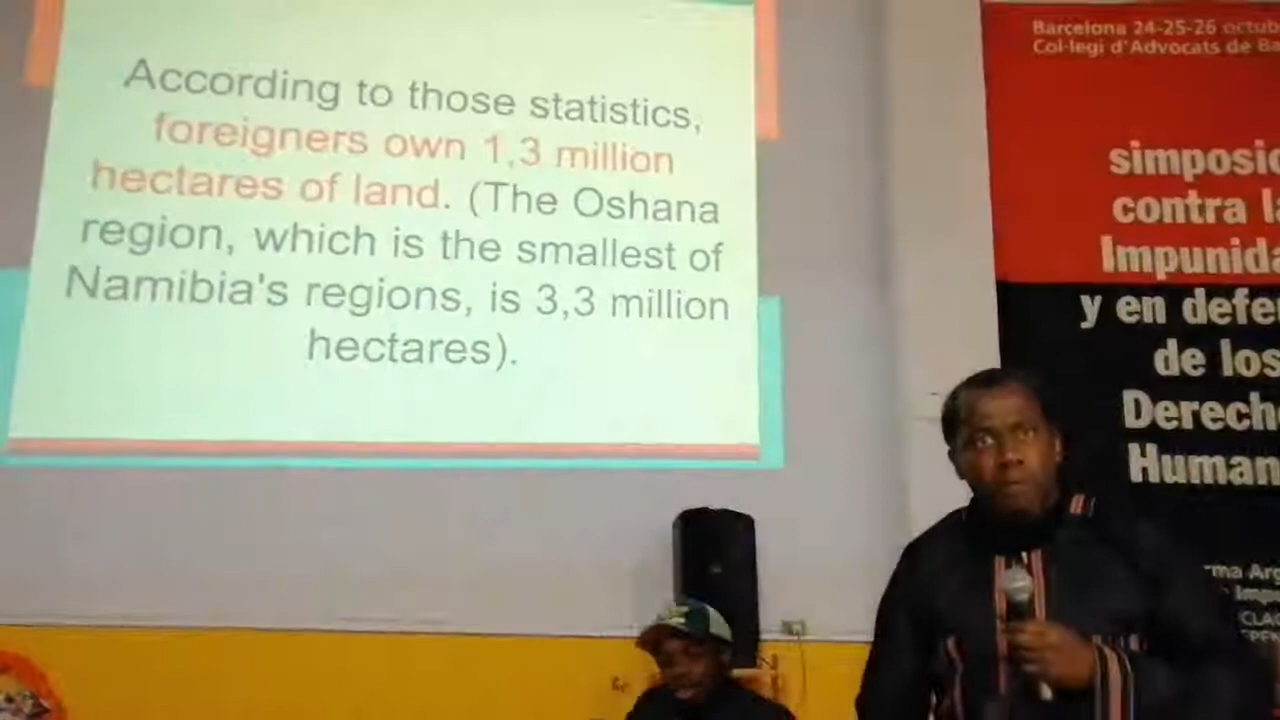 According to those statistics,
foreigners own 1,3 million
hectares of land. (The Oshana
region, which is the smallest of
Namibia's regions, is 3,3 million
hectares).
Barcelona 24-25-26 octub
Col·legi d'Advocats de Ba
simposio
contra la
Impunida
y en defe
de los
Derech
Human